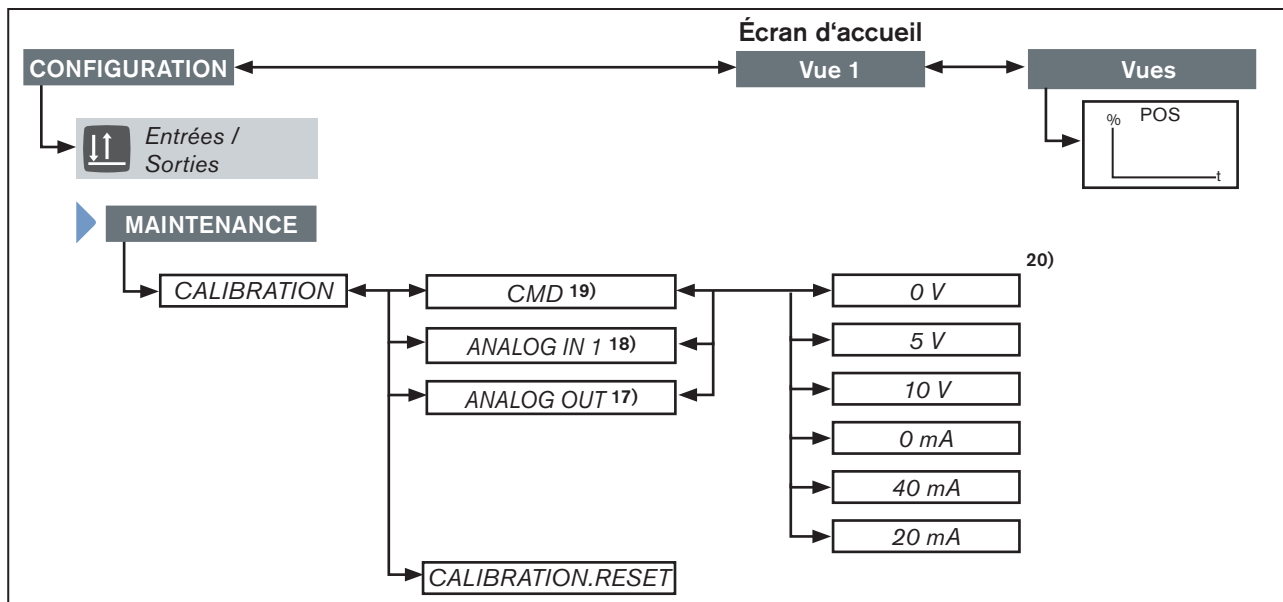 Écran d‘accueil
CONFIGURATION
Vue 1
Vues
Entrées /
Sorties
% POS
t
MAINTENANCE
20)
CALIBRATION
CMD 19)
0 V
ANALOG IN 1 18)
5 V
ANALOG OUT 17)
10 V
0 mA
40 mA
20 mA
CALIBRATION.RESET